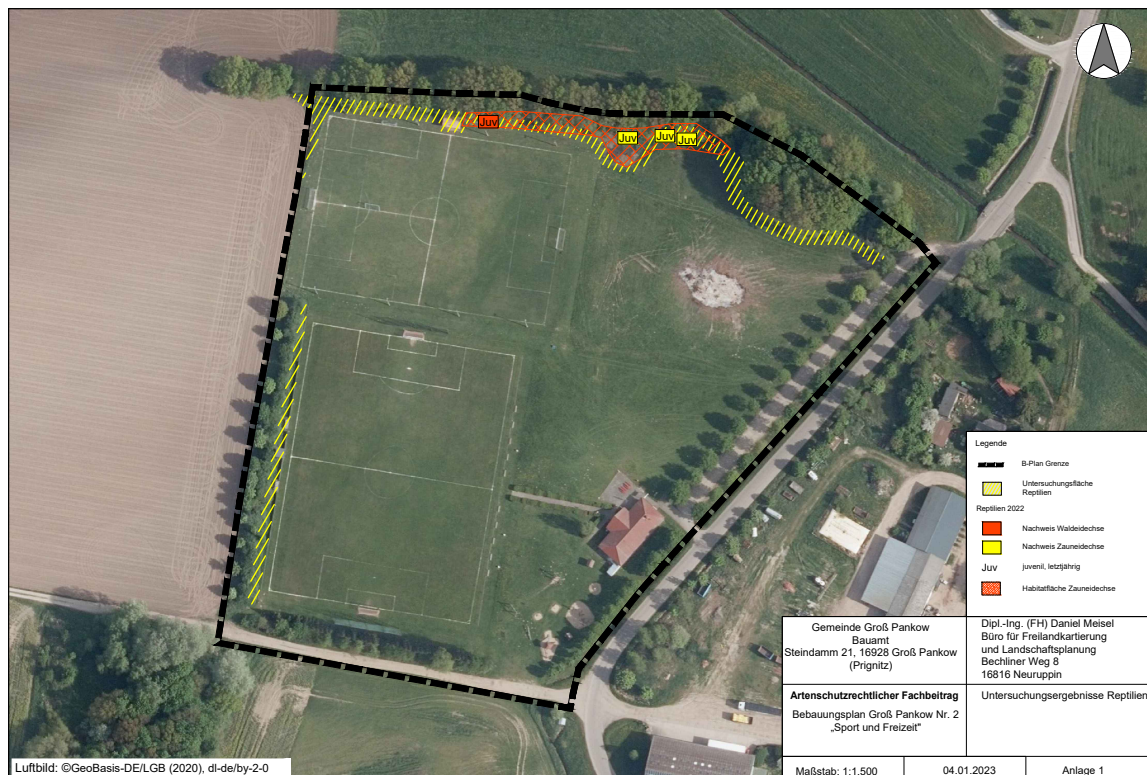 Juv
Juv
Juv
Juv
Legende
B-Plan Grenze
Untersuchungsfläche
Reptilien
Reptilien 2022
Nachweis Waldeidechse
Nachweis Zauneidechse
Juv
juvenil, letztjährig
Habitatfläche Zauneidechse
Gemeinde Groß Pankow
Bauamt
Steindamm 21, 16928 Groß Pankow
(Prignitz)
Dipl.-Ing. (FH) Daniel Meisel
Büro für Freilandkartierung
und Landschaftsplanung
Bechliner Weg 8
16816 Neuruppin
Artenschutzrechtlicher Fachbeitrag
Bebauungsplan Groß Pankow Nr. 2
„Sport und Freizeit"
Untersuchungsergebnisse Reptilien
Maßstab: 1:1.500
04.01.2023
Anlage 1
Luftbild: ©GeoBasis-DE/LGB (2020), dl-de/by-2-0